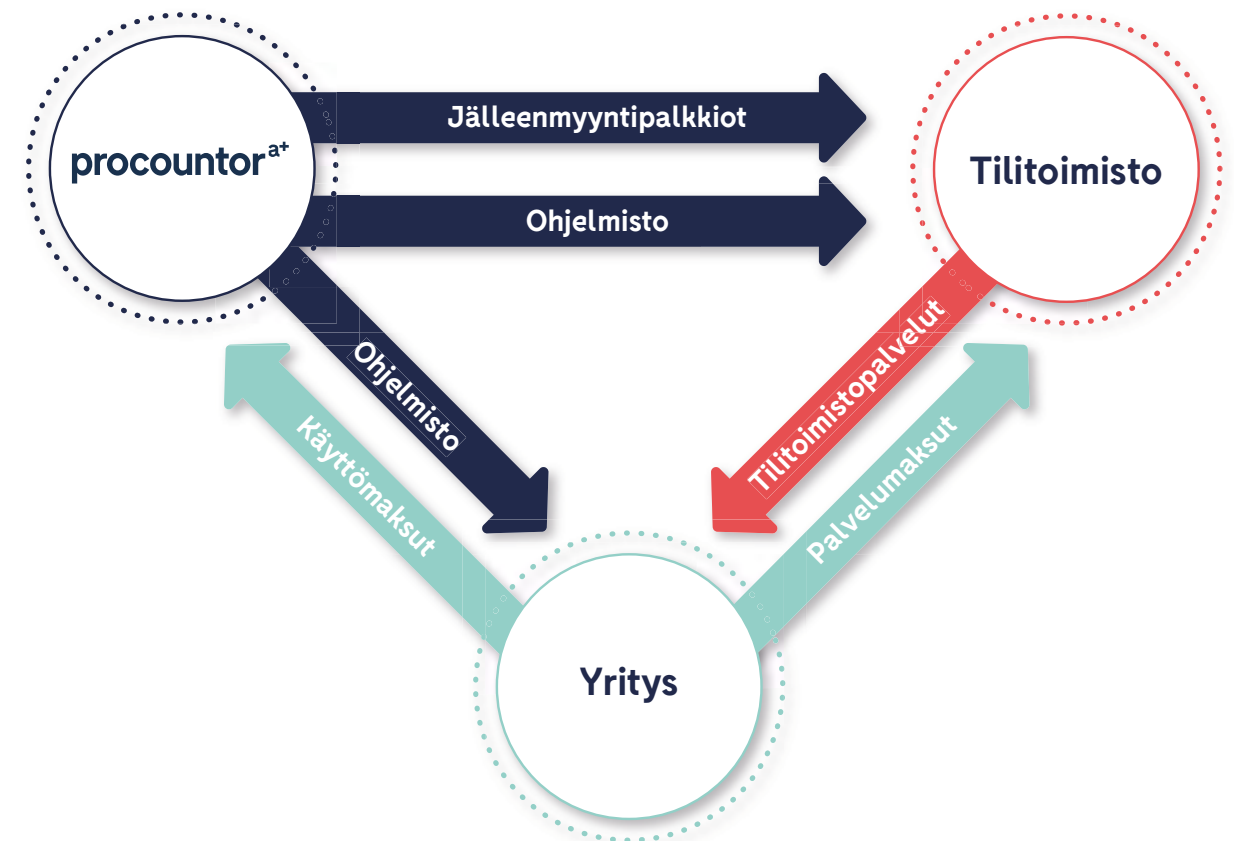 Jälleenmyyntipalkkiot
procountor a+
Tilitoimisto
Ohjelmisto
Ohjelmisto
Tilitoimistopalvelut
Käyttömaksut
Palvelumaksut
Yritys